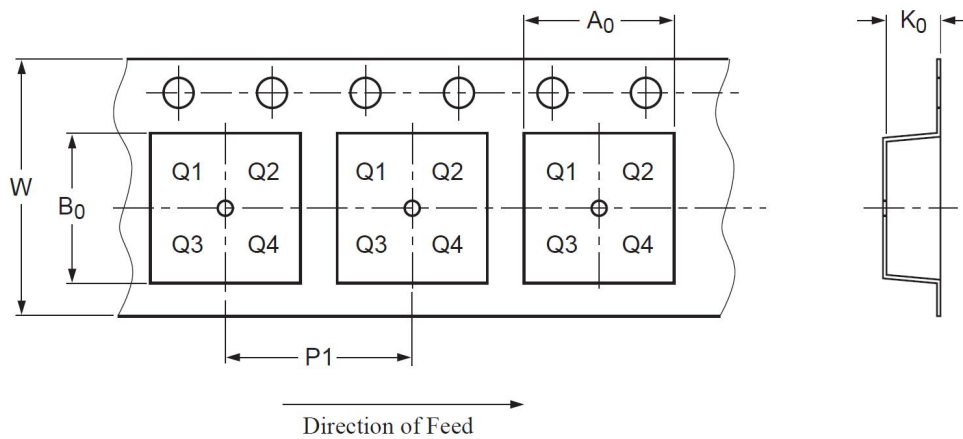 A0
K0
W
B0
Q1 Q2
Q3 Q4
Q1 Q2
Q3 Q4
Q1 Q2
Q3 Q4
P1
Direction of Feed